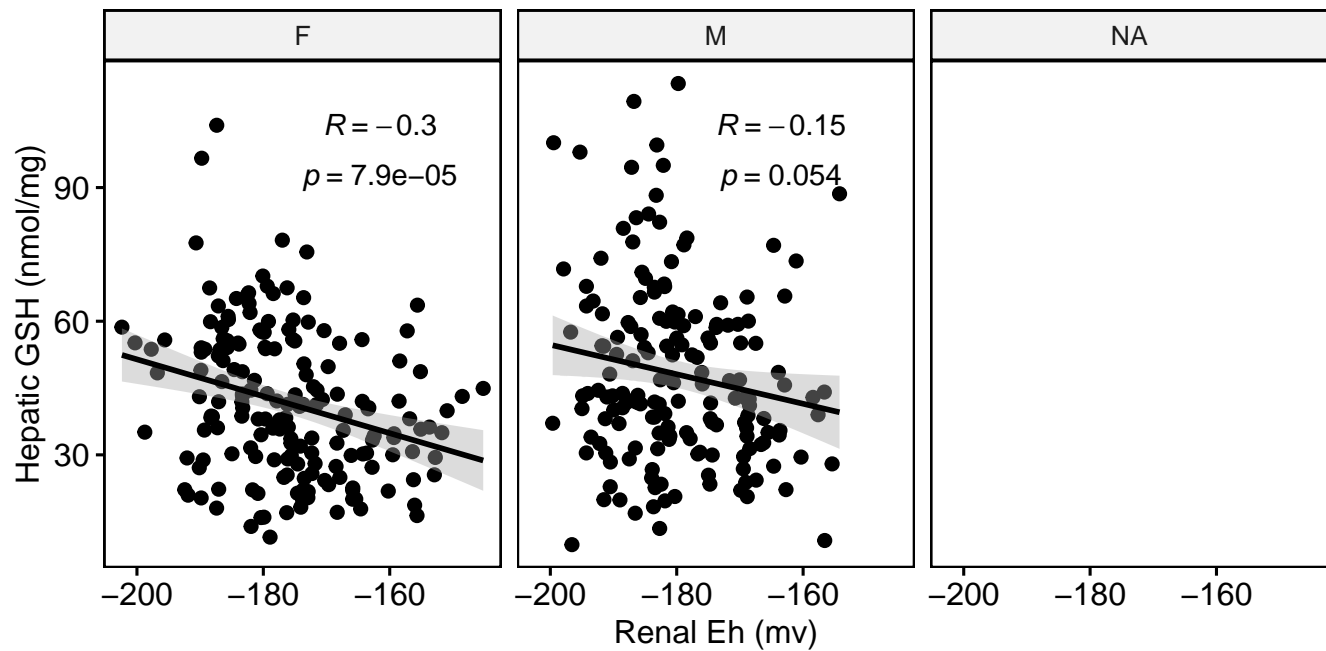 F
M
NA
R = −0.3
p = 7.9e−05
R = −0.15
p = 0.054
Hepatic GSH (nmol/mg)
90
60
30
−200
−180
−160
−200
−180
−160
−200
−180
−160
Renal Eh (mv)